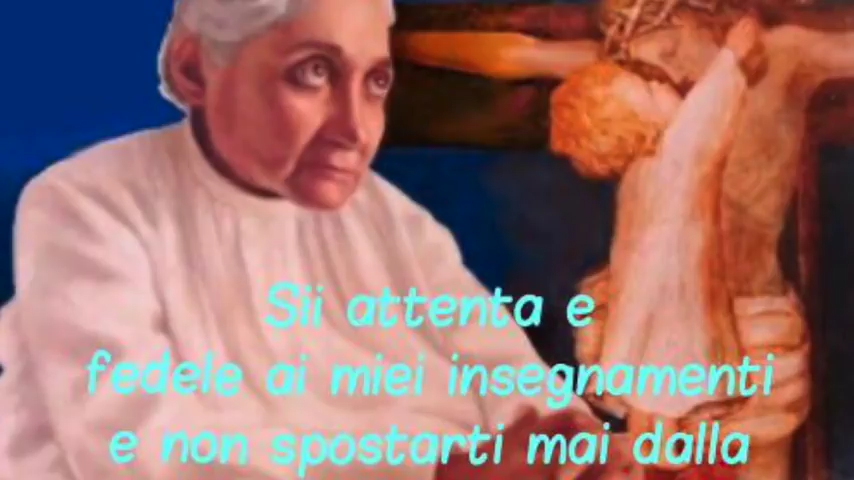 Sii attenta e
fedele ai miei insegnamenti
e non spostarti mai dalla